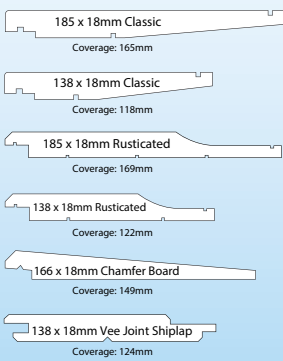 185 x 18mm Classic
Coverage: 165mm
138 x 18mm Classic
Coverage: 118mm
185 x 18mm Rusticated
Coverage: 169mm
138 x 18mm Rusticated
Coverage: 122mm
166 x 18mm Chamfer Board
Coverage: 149mm
138 x 18mm Vee Joint Shiplap
Coverage: 124mm